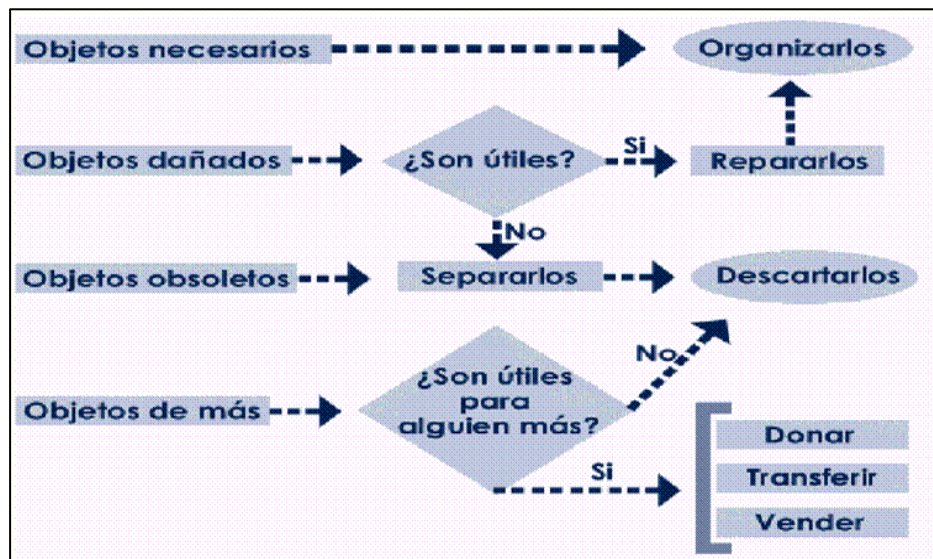 Objetos necesarios
Organizarlos
Objetos dañados
¿Son útiles?
Si
Repararlos
No
Objetos obsoletos
Separarlos
Descartarlos
Objetos de más
¿Son útiles
para
alguien más?
No
Si
Donar
Transferir
Vender